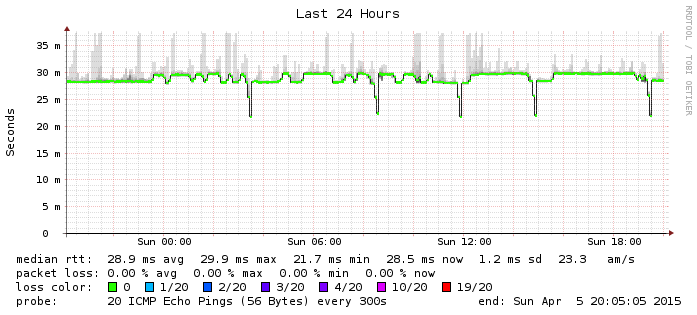 Last 24 Hours
RRDTOOL / TOBI OETIKER
Seconds
35 m
30 m
25 m
20 m
15 m
10 m
5 m
0
Sun 00:00 Sun 06:00 Sun 12:00 Sun 18:00
median rtt: 28.9 ms avg 29.9 ms max 21.7 ms min 28.5 ms now 1.2 ms sd 23.3 am/s
packet loss: 0.00 % avg 0.00 % max 0.00 % min 0.00 % now
loss color: 0 1/20 2/20 3/20 4/20 10/20 19/20
probe: 20 ICMP Echo Pings (56 Bytes) every 300s end: Sun Apr 5 20:05:05 2015